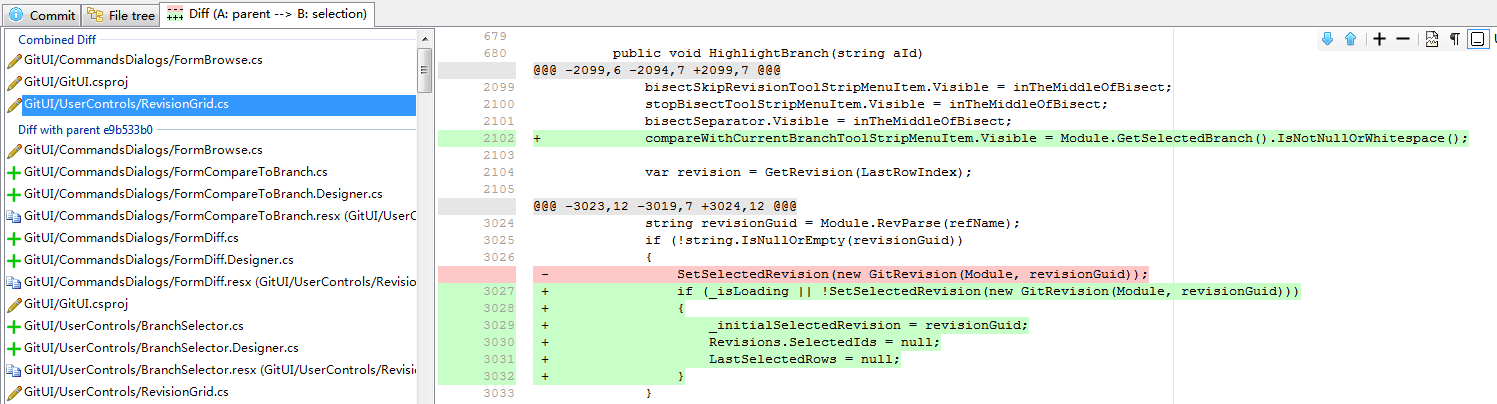 Commit File tree Diff (A: parent --> B: selection)
Combined Diff
GitUI/CommandsDialogs/FormBrowse.cs
GitUI/GitUI.csproj
GitUI/UserControls/RevisionGrid.cs
Diff with parent e9b533b0
GitUI/CommandsDialogs/FormBrowse.cs
GitUI/CommandsDialogs/FormCompareToBranch.cs
GitUI/CommandsDialogs/FormCompareToBranch.Designer.cs
GitUI/CommandsDialogs/FormCompareToBranch.resx (GitUI/UserC
GitUI/CommandsDialogs/FormDiff.cs
GitUI/CommandsDialogs/FormDiff.Designer.cs
GitUI/CommandsDialogs/FormDiff.resx (GitUI/UserControls/Revision
GitUI/GitUI.csproj
GitUI/UserControls/BranchSelector.cs
GitUI/UserControls/BranchSelector.Designer.cs
GitUI/UserControls/BranchSelector.resx (GitUI/UserControls/Revisio
GitUI/UserControls/RevisionGrid.cs
679
680 public void HighlightBranch(string aId)
@@@ -2099,6 -2094,7 +2099,7 @@@
2099 bisectSkipRevisionToolStripMenuItem.Visible = inTheMiddleOfBisect;
2100 stopBisectToolStripMenuItem.Visible = inTheMiddleOfBisect;
2101 bisectSeparator.Visible = inTheMiddleOfBisect;
2102 + compareWithCurrentBranchToolStripMenuItem.Visible = Module.GetSelectedBranch().IsNotNullOrWhitespace();
2103
2104 var revision = GetRevision(LastRowIndex);
2105
@@@ -3023,12 -3019,7 +3024,12 @@@
3024 string revisionGuid = Module.RevParse(refName);
3025 if (!string.IsNullOrEmpty(revisionGuid))
3026 {
- SetSelectedRevision(new GitRevision(Module, revisionGuid));
3027 + if (_isLoading || !SetSelectedRevision(new GitRevision(Module, revisionGuid)))
3028 + {
3029 + _initialSelectedRevision = revisionGuid;
3030 + Revisions.SelectedIds = null;
3031 + LastSelectedRows = null;
3032 + }
3033 }